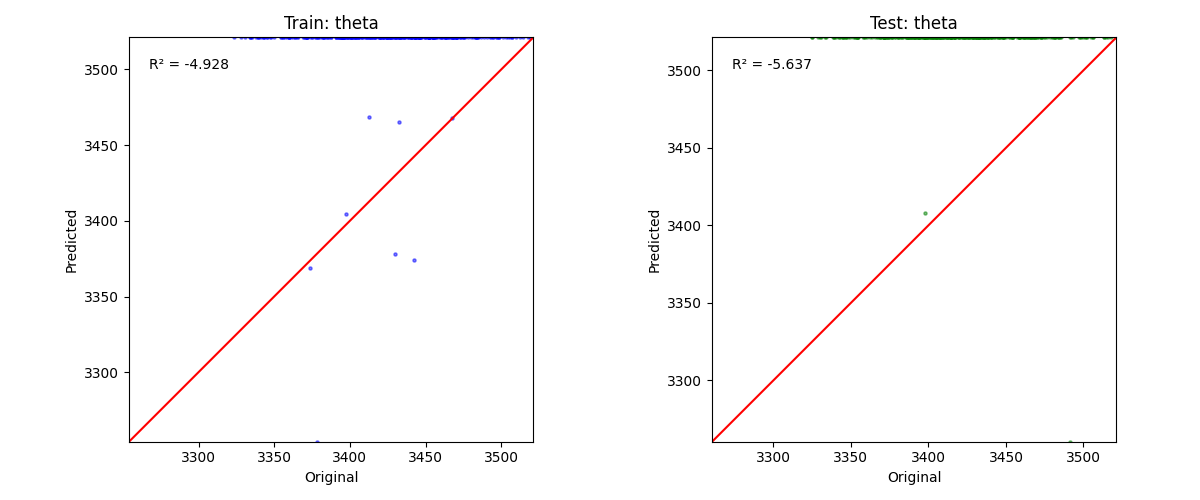 Train: theta
R² = -4.928
3500
3450
3400
3350
3300
Predicted
3300 3350 3400 3450 3500
Original
Test: theta
R² = -5.637
3500
3450
3400
3350
3300
Predicted
3300 3350 3400 3450 3500
Original